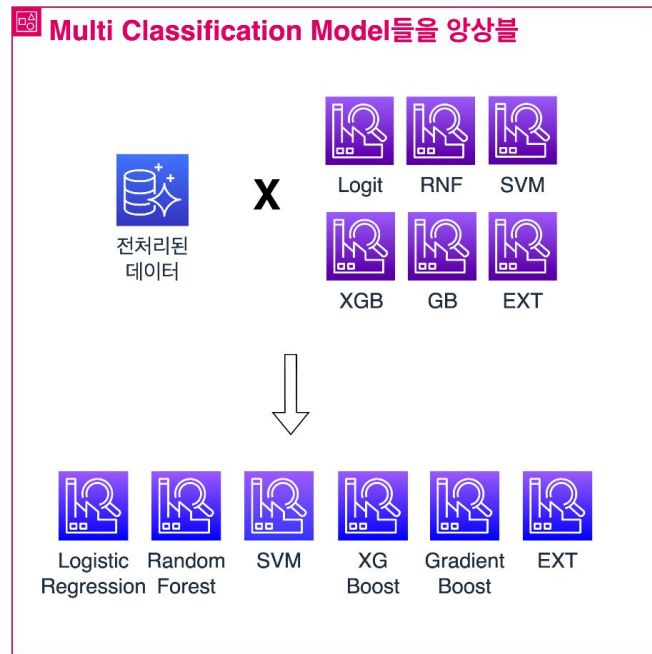 Multi Classification Model들을 앙상블
전처리된
데이터
X
Logit RNF SVM
XGB GB EXT
Logistic
Regression
Random
Forest
SVM
XG
Boost
Gradient
Boost
EXT